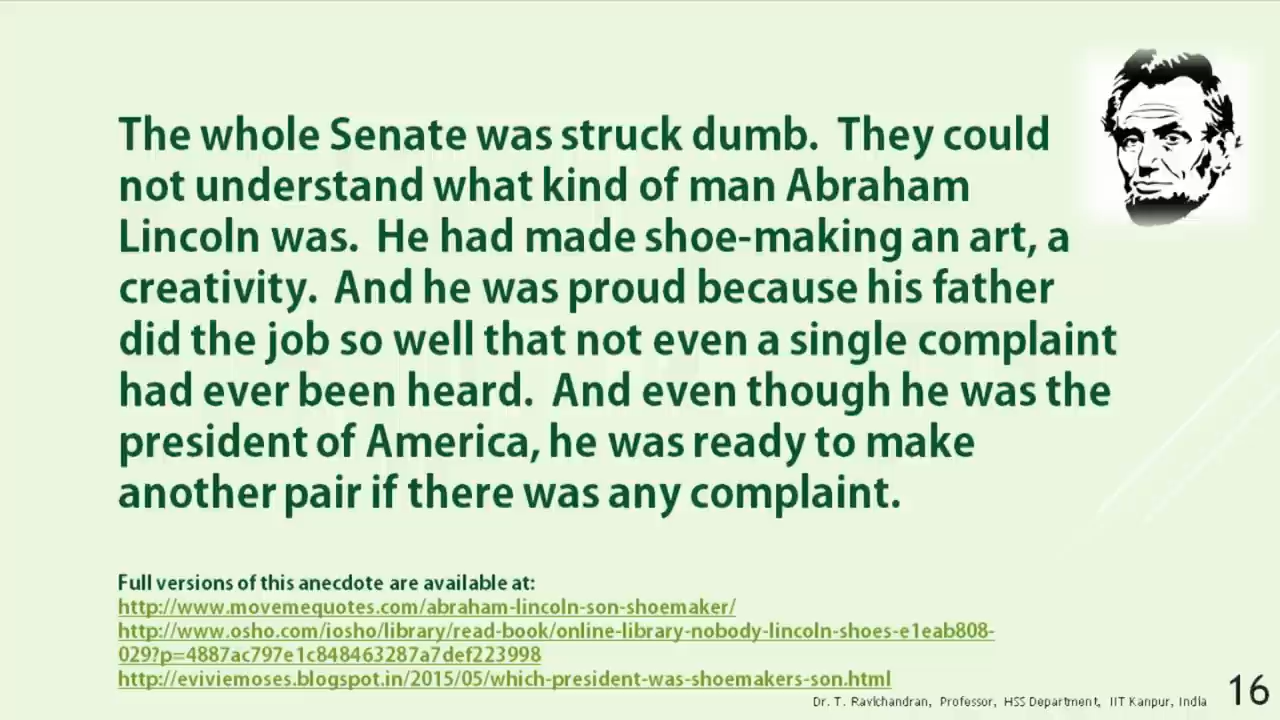 The whole Senate was struck dumb.  They could
not understand what kind of man Abraham
Lincoln was.  He had made shoe-making an art, a
creativity.  And he was proud because his father
did the job so well that not even a single complaint
had ever been heard.  And even though he was the
president of America, he was ready to make
another pair if there was any complaint.
Full versions of this anecdote are available at:
http://www.movemequotes.com/abraham-lincoln-son-shoemaker/
http://www.osho.com/iosho/library/read-book/online-library-nobody-lincoln-shoes-e1eab808-
029?p=4887ac797e1c848463287a7def223998
http://eviviemoses.blogspot.in/2015/05/which-president-was-shoemakers-son.html
Dr. T. Ravichandran, Professor, HSS Department, IIT Kanpur, India
16